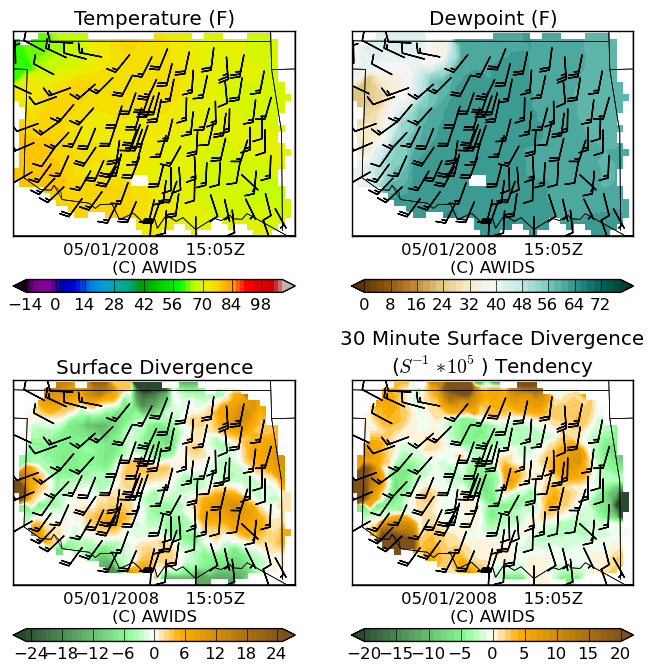 Temperature (F)
Dewpoint (F)
05/01/2008 15:05Z
(C) AWIDS
05/01/2008 15:05Z
(C) AWIDS
−14 0 14 28 42 56 70 84 98
0 8 16 24 32 40 48 56 64 72
Surface Divergence
30 Minute Surface Divergence
(S⁻¹ *10⁵ ) Tendency
05/01/2008 15:05Z
(C) AWIDS
05/01/2008 15:05Z
(C) AWIDS
−24 −18 −12 −6 0 6 12 18 24
−20 −15 −10 −5 0 5 10 15 20